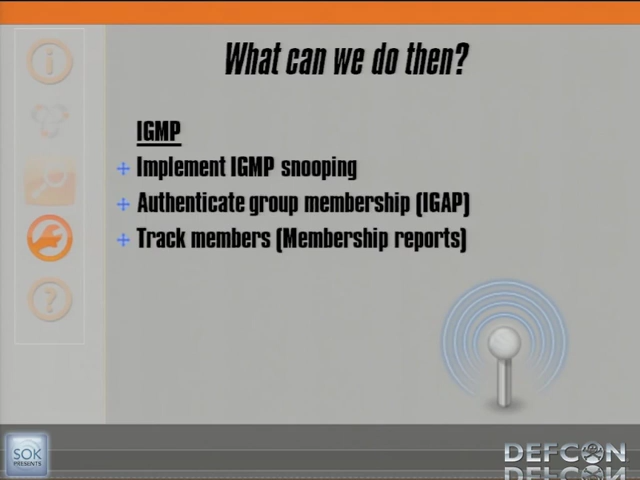 What can we do then?
IGMP
Implement IGMP snooping
Authenticate group membership (IGAP)
Track members (Membership reports)
SOK
PRESENTS
DEFCON